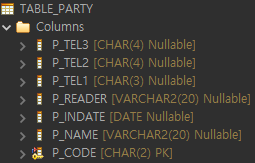 TABLE_PARTY
Columns
P_TEL3 [CHAR(4) Nullable]
P_TEL2 [CHAR(4) Nullable]
P_TEL1 [CHAR(3) Nullable]
P_READER [VARCHAR2(20) Nullable]
P_INDATE [DATE Nullable]
P_NAME [VARCHAR2(20) Nullable]
P_CODE [CHAR(2) PK]